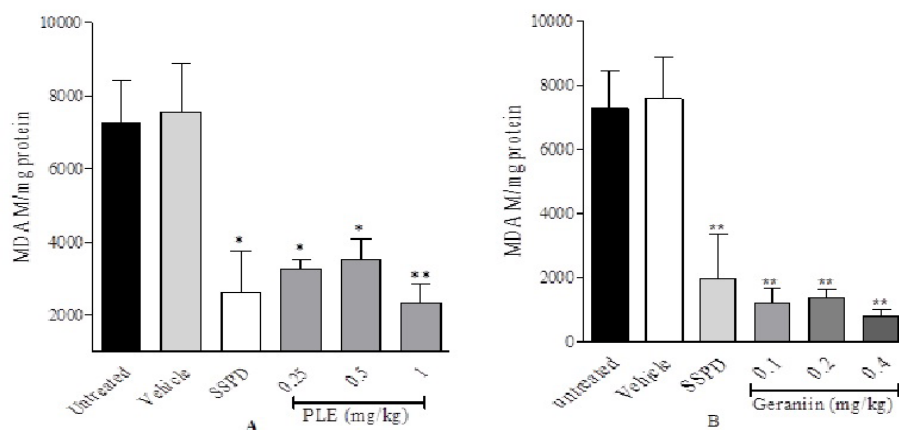 MDAM/mg protein
10000
8000
6000
4000
2000
*
*
*
**
Untreated
Vehicle
SSPD
0.25
0.5
1
PLE (mg/kg)
A
MDAM/mg protein
10000
8000
6000
4000
2000
0
**
**
**
**
untreated
Vehicle
SSPD
0.1
0.2
0.4
Geraniin (mg/kg)
B